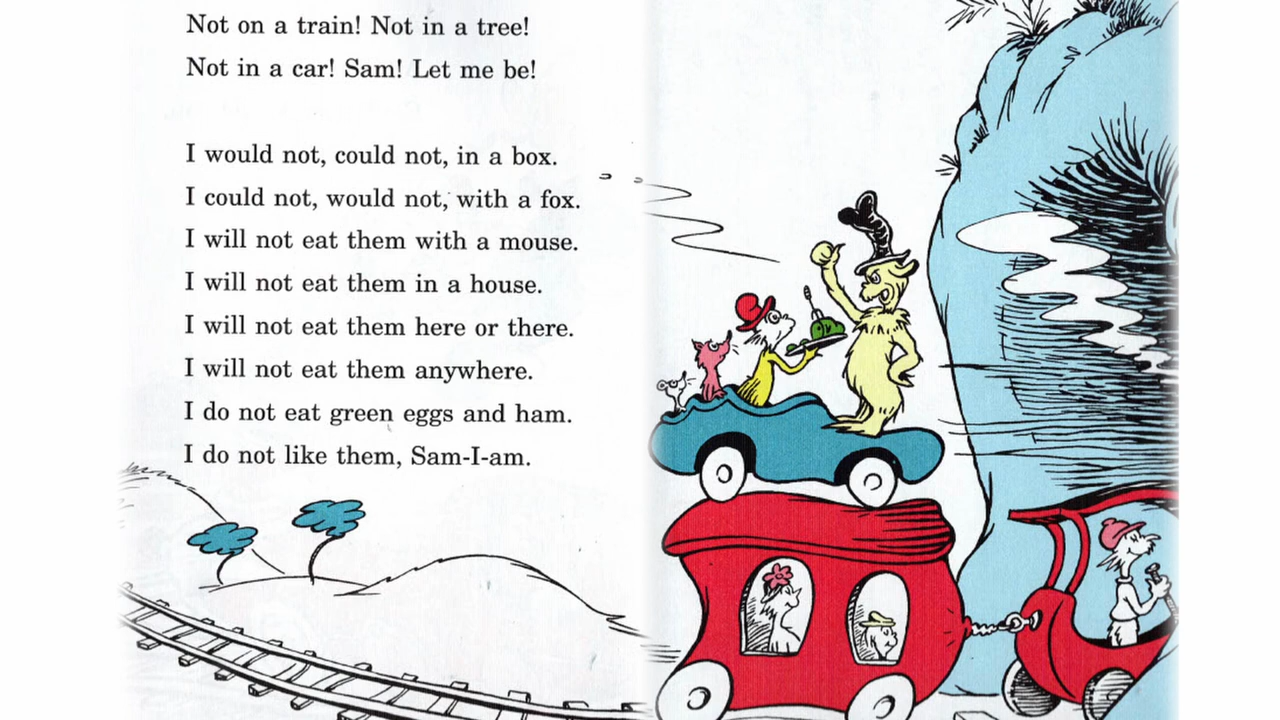 Not on a train! Not in a tree!
Not in a car! Sam! Let me be!
I would not, could not, in a box.
I could not, would not, with a fox.
I will not eat them with a mouse.
I will not eat them in a house.
I will not eat them here or there.
I will not eat them anywhere.
I do not eat green eggs and ham.
I do not like them, Sam-I-am.